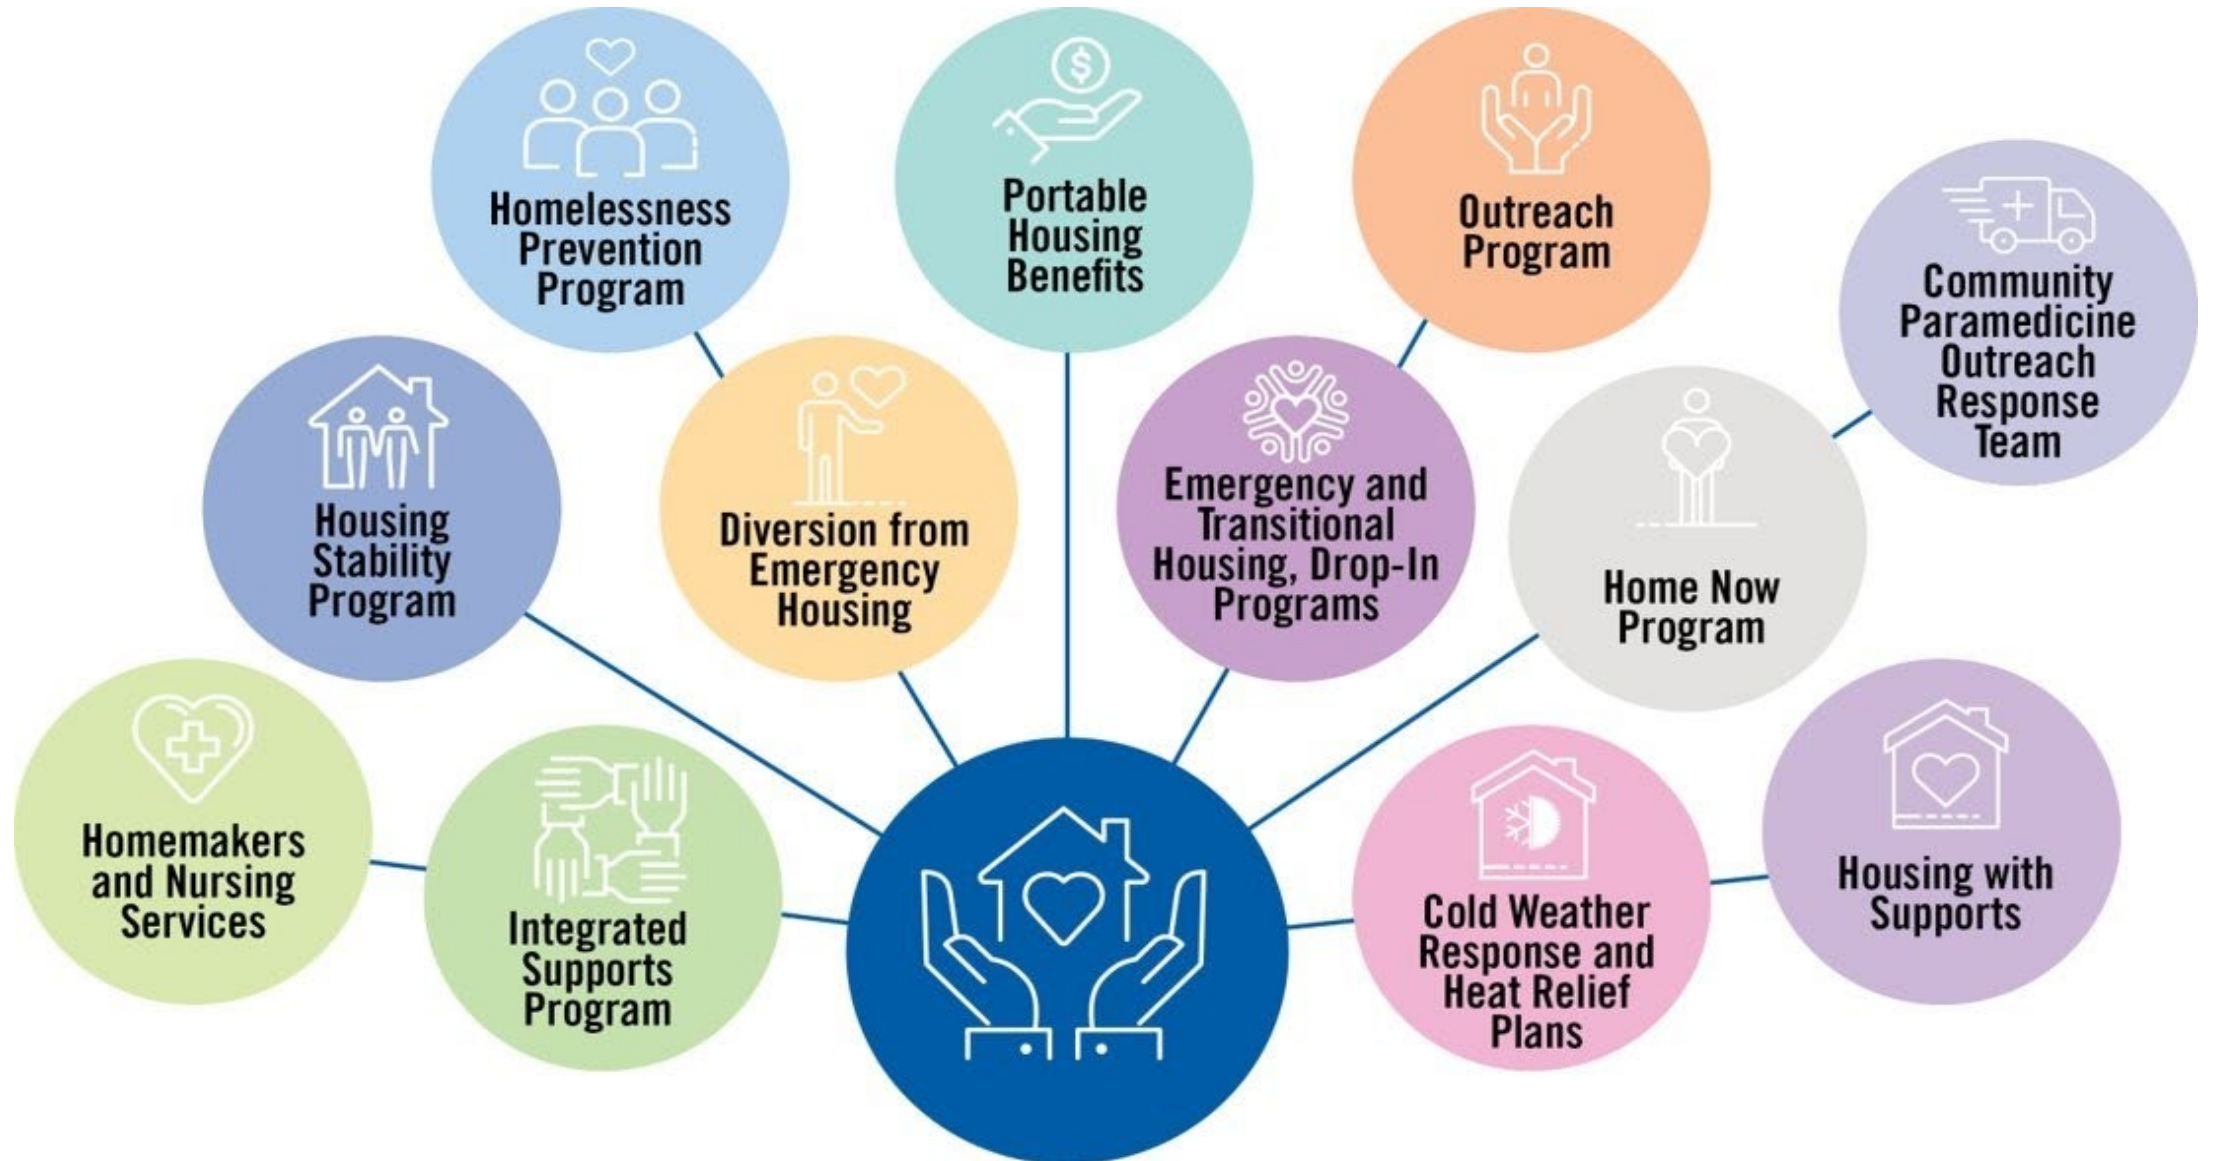 Homelessness
Prevention
Program
Portable
Housing
Benefits
Outreach
Program
Community
Paramedicine
Outreach
Response
Team
Housing
Stability
Program
Diversion from
Emergency
Housing
Emergency and
Transitional
Housing, Drop-In
Programs
Home Now
Program
Homemakers
and Nursing
Services
Integrated
Supports
Program
Cold Weather
Response and
Heat Relief
Plans
Housing with
Supports